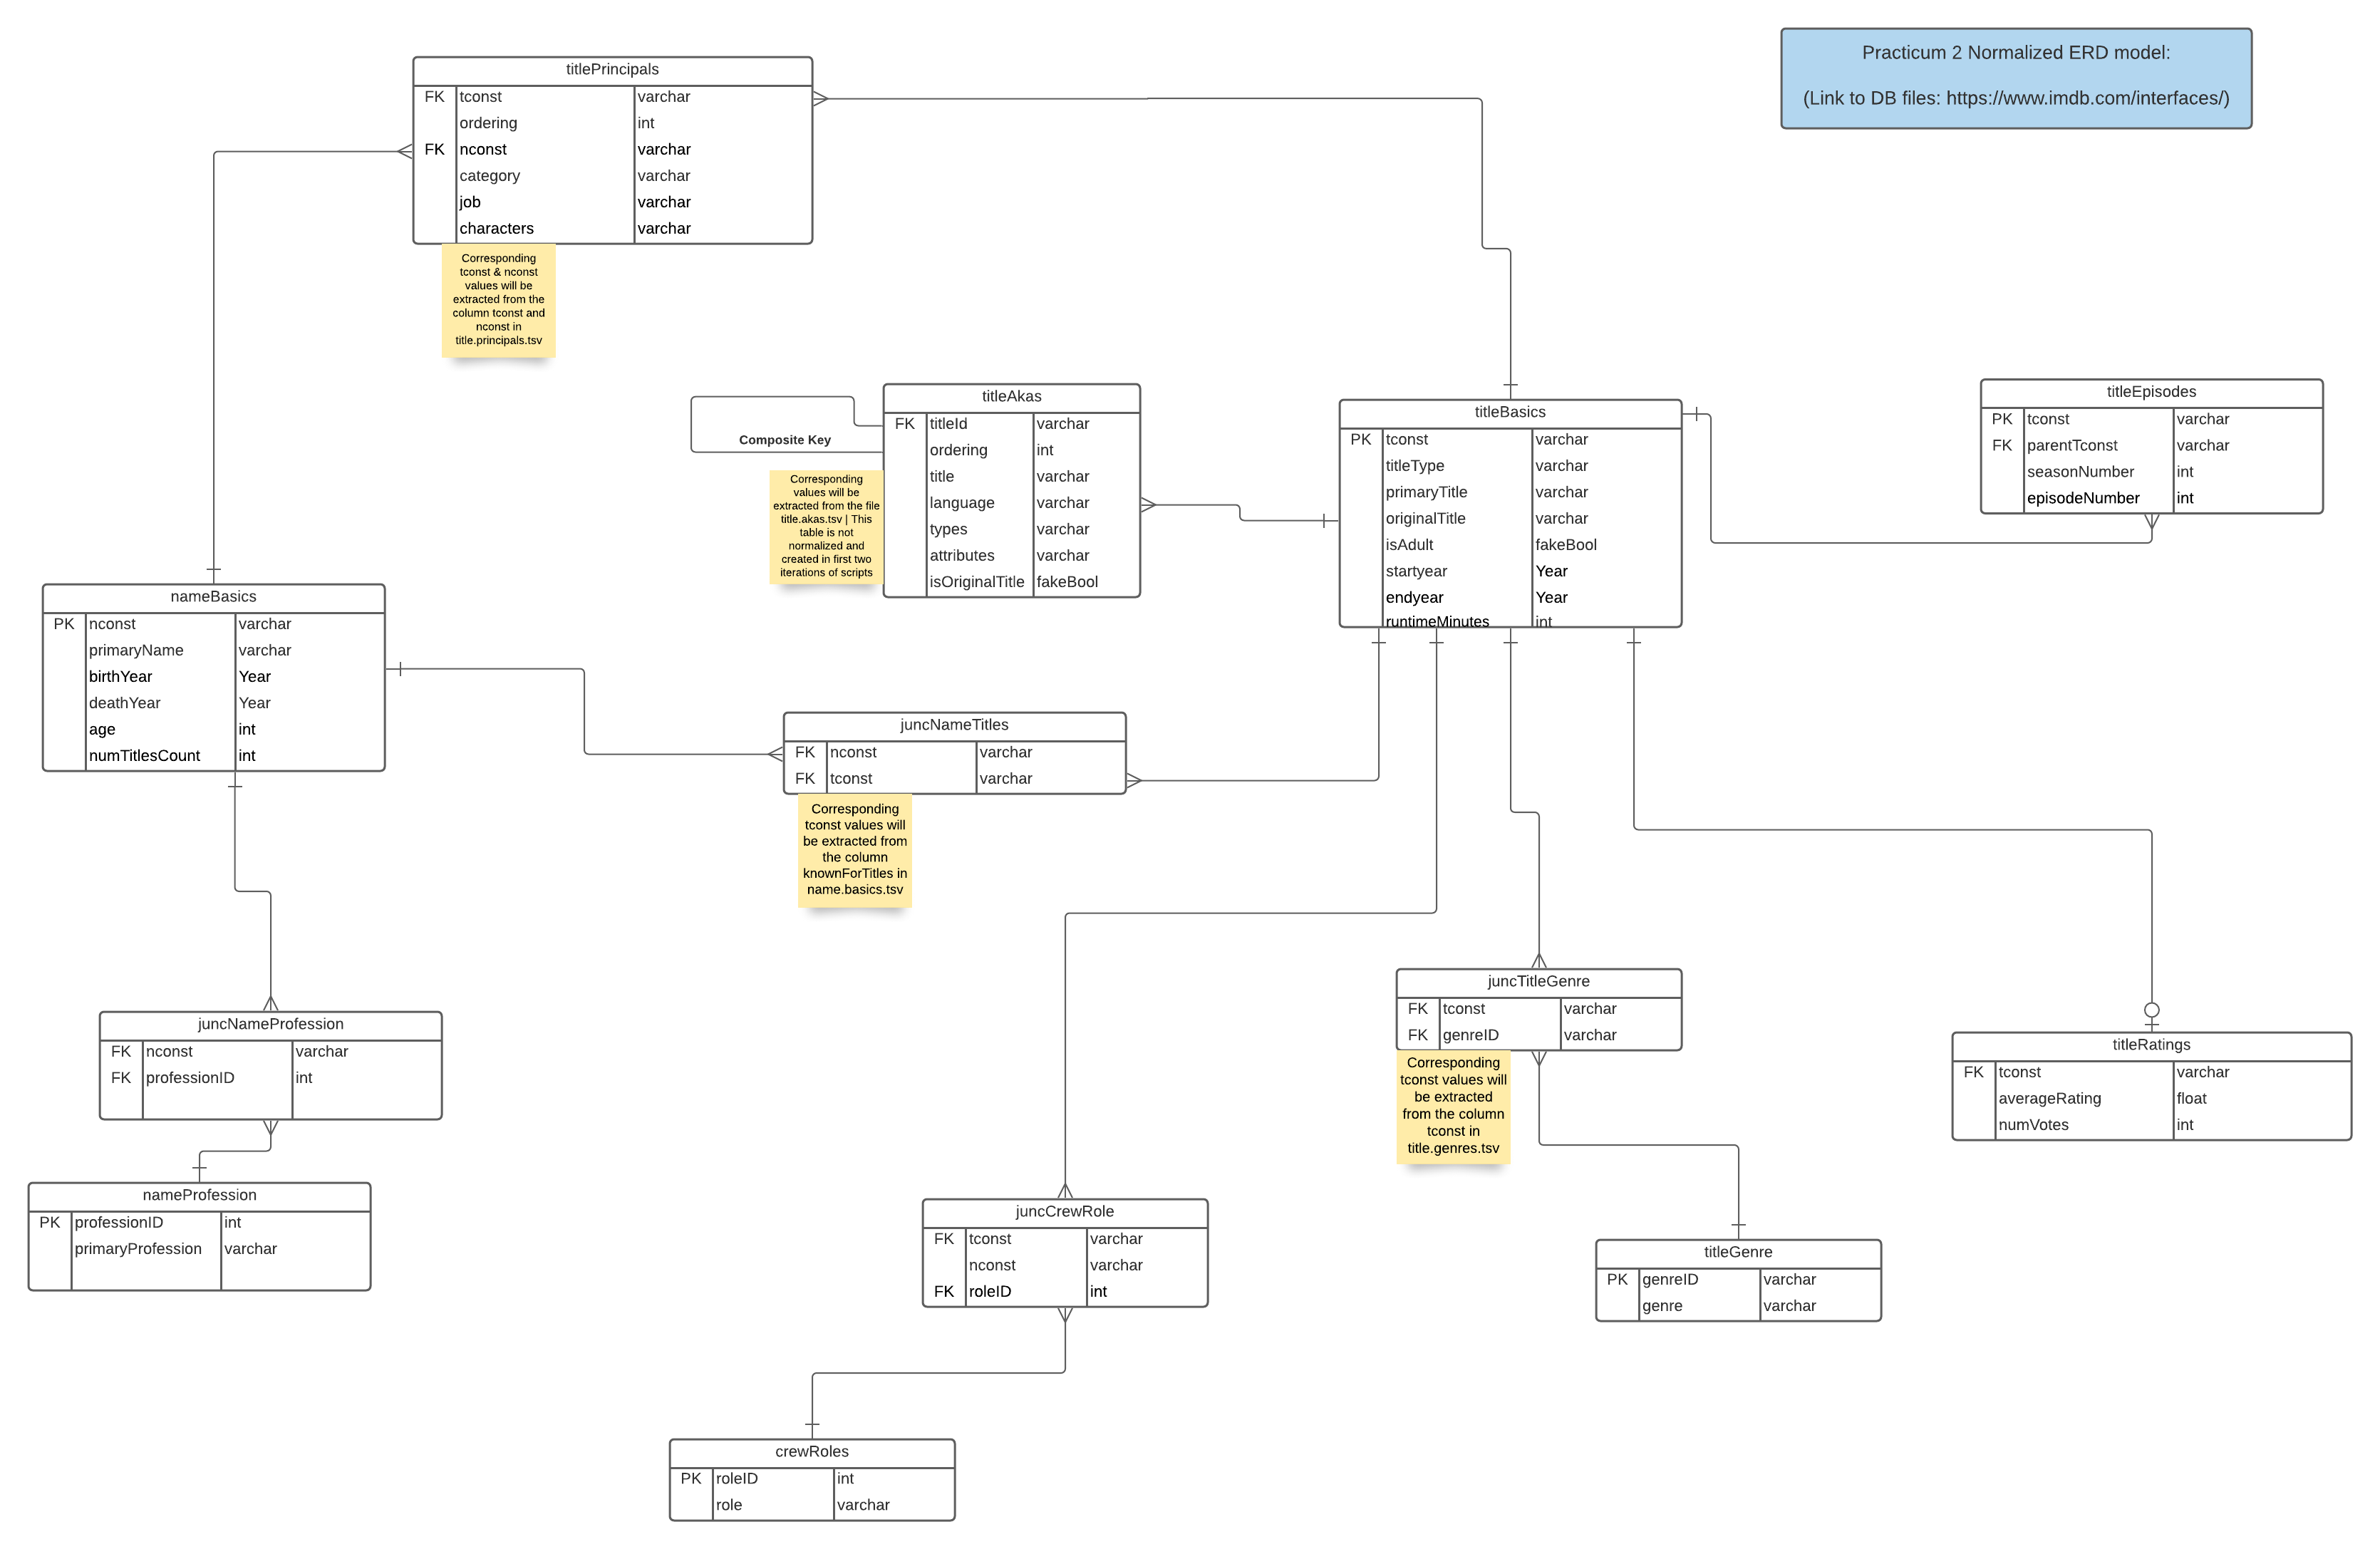 Practicum 2 Normalized ERD model:
(Link to DB files: https://www.imdb.com/interfaces/)
titlePrincipals
FK tconst varchar
ordering int
FK nconst varchar
category varchar
job varchar
characters varchar
Corresponding
tconst & nconst
values will be
extracted from the
column tconst and
nconst in
title.principals.tsv
titleAkas
FK titleId varchar
ordering int
title varchar
language varchar
types varchar
attributes varchar
isOriginalTitle fakeBool
Composite Key
Corresponding
values will be
extracted from the file
title.akas.tsv | This
table is not
normalized and
created in first two
iterations of scripts
titleBasics
PK tconst varchar
titleType varchar
primaryTitle varchar
originalTitle varchar
isAdult fakeBool
startyear Year
endyear Year
runtimeMinutes int
titleEpisodes
PK tconst varchar
FK parentTconst varchar
seasonNumber int
episodeNumber int
nameBasics
PK nconst varchar
primaryName varchar
birthYear Year
deathYear Year
age int
numTitlesCount int
juncNameTitles
FK nconst varchar
FK tconst varchar
Corresponding
tconst values will
be extracted from
the column
knownForTitles in
name.basics.tsv
juncNameProfession
FK nconst varchar
FK professionID int
nameProfession
PK professionID int
primaryProfession varchar
juncTitleGenre
FK tconst varchar
FK genreID varchar
Corresponding
tconst values will
be extracted
from the column
tconst in
title.genres.tsv
titleRatings
FK tconst varchar
averageRating float
numVotes int
juncCrewRole
FK tconst varchar
nconst varchar
FK roleID int
titleGenre
PK genreID varchar
genre varchar
crewRoles
PK roleID int
role varchar